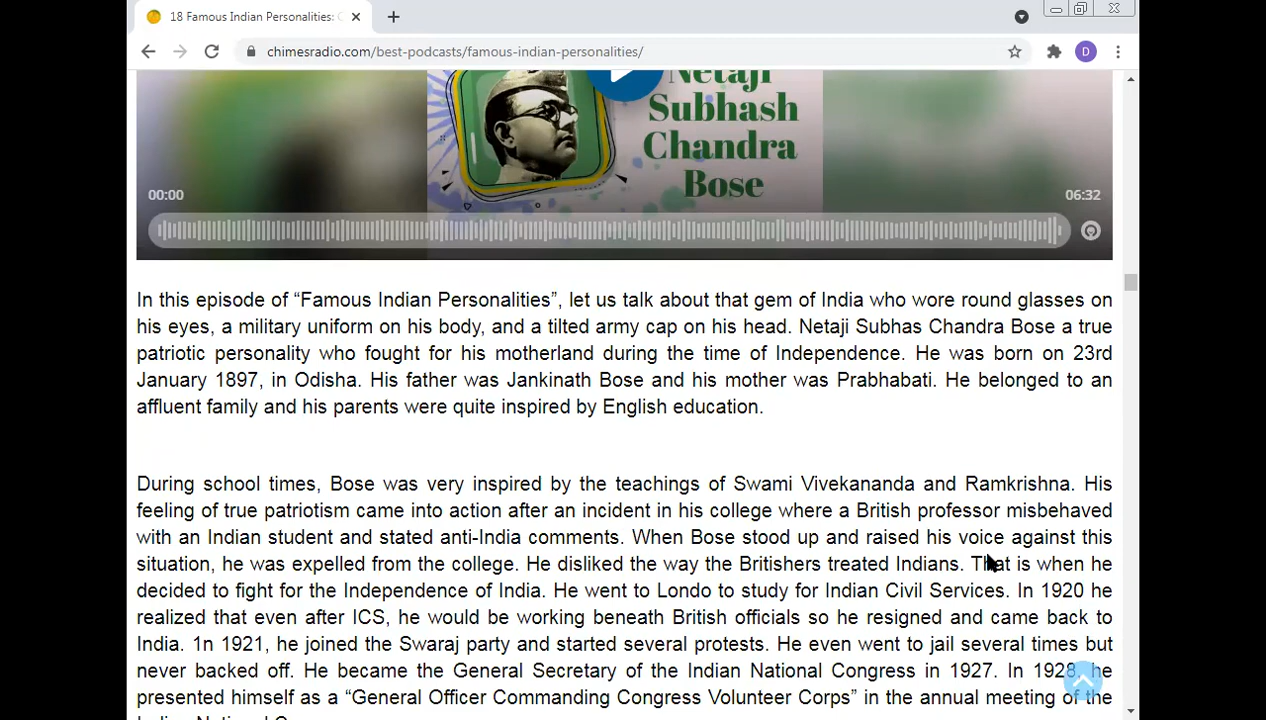 18 Famous Indian Personalities:
chimesradio.com/best-podcasts/famous-indian-personalities/
D
Netaji
Subhash
Chandra
Bose
00:00
06:32
In this episode of “Famous Indian Personalities”, let us talk about that gem of India who wore round glasses on
his eyes, a military uniform on his body, and a tilted army cap on his head. Netaji Subhas Chandra Bose a true
patriotic personality who fought for his motherland during the time of Independence. He was born on 23rd
January 1897, in Odisha. His father was Jankinath Bose and his mother was Prabhabati. He belonged to an
affluent family and his parents were quite inspired by English education.
During school times, Bose was very inspired by the teachings of Swami Vivekananda and Ramkrishna. His
feeling of true patriotism came into action after an incident in his college where a British professor misbehaved
with an Indian student and stated anti-India comments. When Bose stood up and raised his voice against this
situation, he was expelled from the college. He disliked the way the Britishers treated Indians. That is when he
decided to fight for the Independence of India. He went to Londo to study for Indian Civil Services. In 1920 he
realized that even after ICS, he would be working beneath British officials so he resigned and came back to
India. 1n 1921, he joined the Swaraj party and started several protests. He even went to jail several times but
never backed off. He became the General Secretary of the Indian National Congress in 1927. In 1928, he
presented himself as a “General Officer Commanding Congress Volunteer Corps” in the annual meeting of the